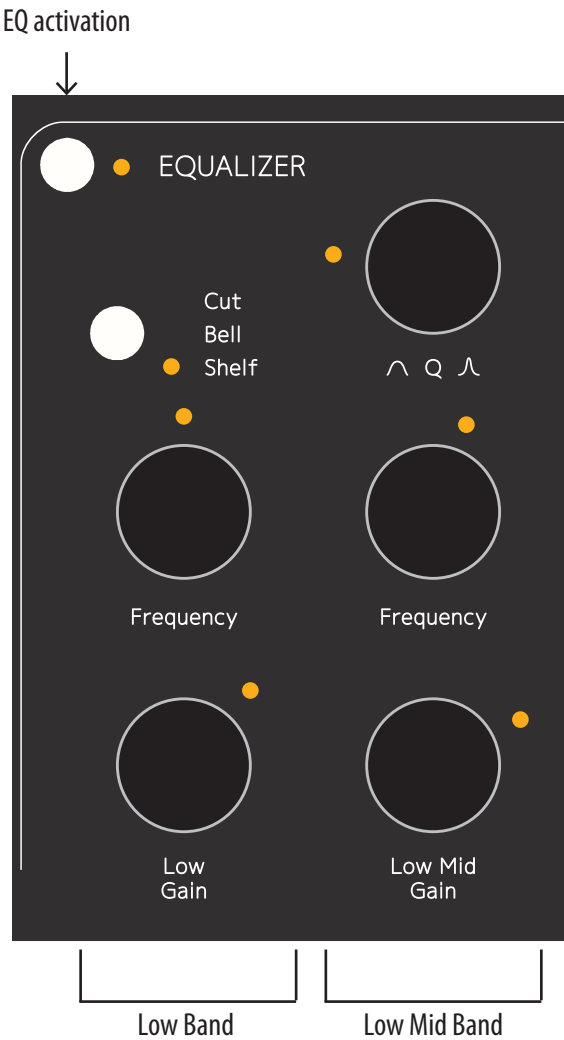 EQ activation
EQUALIZER
Cut
Bell
Shelf
Q
Frequency
Frequency
Low
Gain
Low Mid
Gain
Low Band
Low Mid Band